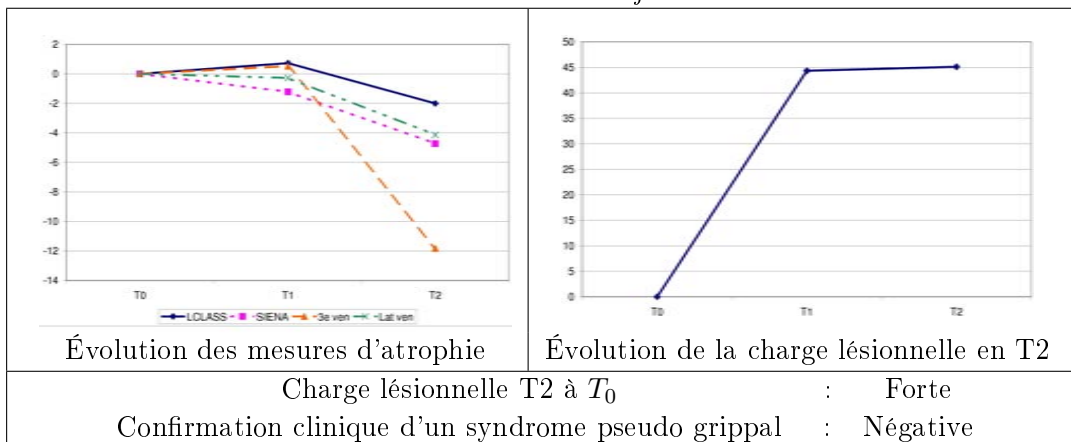 2
0
-2
-4
-6
-8
-10
-12
-14
T0 T1 T2
LCLASS SIENA 3e ven Lat ven
Évolution des mesures d'atrophie
50
45
40
35
30
25
20
15
10
5
0
T0 T1 T2
Évolution de la charge lésionnelle en T2
Charge lésionnelle T2 à T0 : Forte
Confirmation clinique d'un syndrome pseudo grippal : Négative